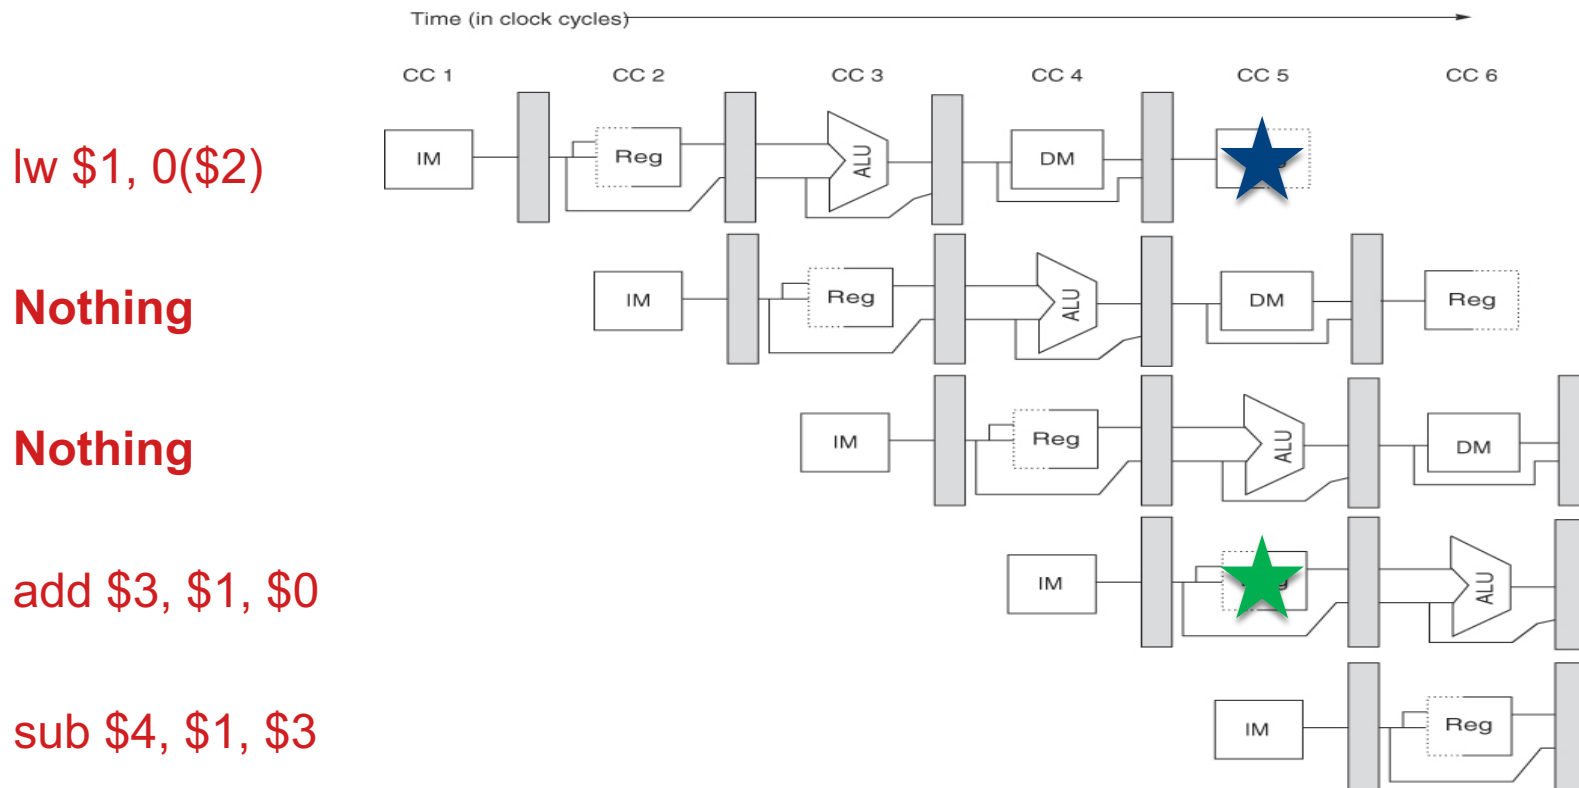 Time (in clock cycles)
CC 1 CC 2 CC 3 CC 4 CC 5 CC 6
lw $1, 0($2) IM Reg ALU DM
Nothing IM Reg ALU DM Reg
Nothing IM Reg ALU DM
add $3, $1, $0 IM ALU
sub $4, $1, $3 IM Reg